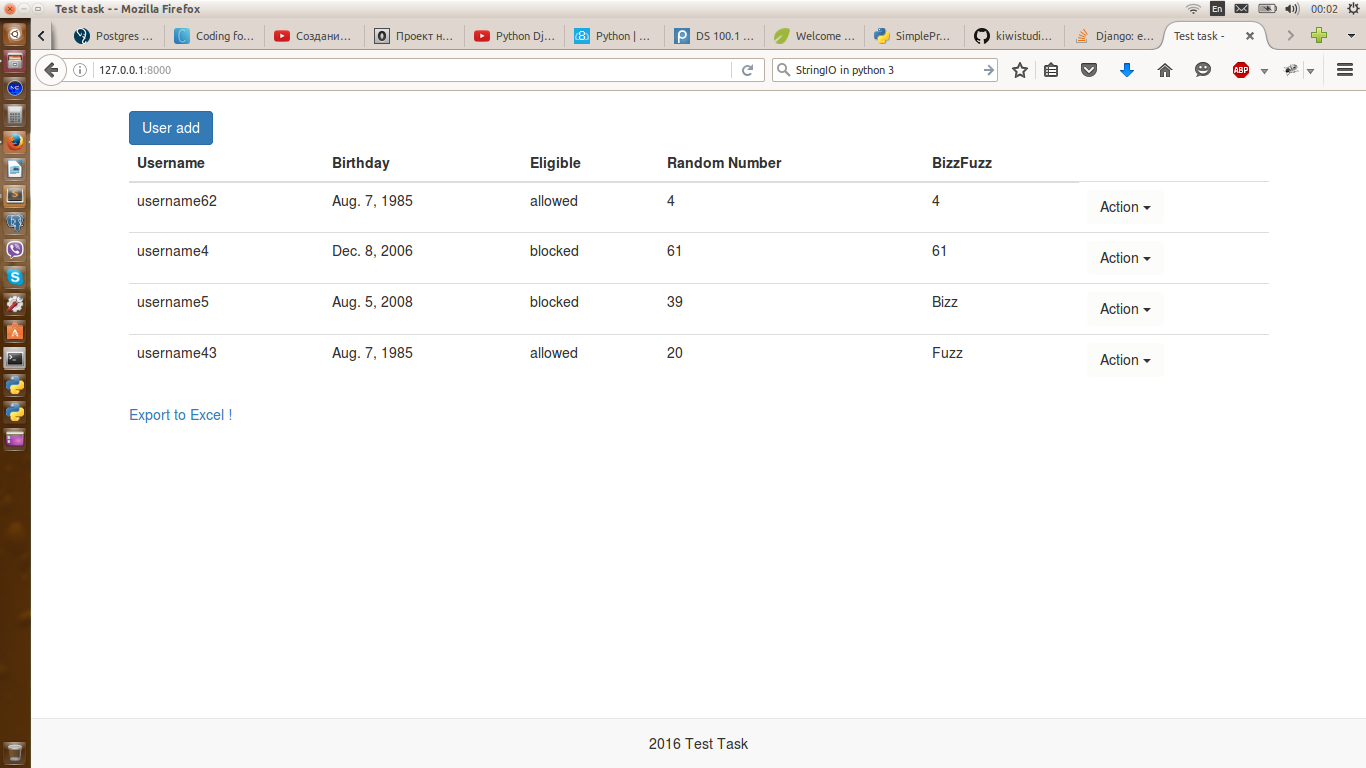 Test task -- Mozilla Firefox
En
00:02
Postgres ...
Coding fo...
Создани...
Проект н...
Python Dj...
Python | ...
DS 100.1 ...
Welcome ...
SimplePr...
kiwistudi...
Django: e...
Test task -
127.0.0.1:8000
StringIO in python 3
ABP
User add
Username Birthday Eligible Random Number BizzFuzz
username62 Aug. 7, 1985 allowed 4 4 Action
username4 Dec. 8, 2006 blocked 61 61 Action
username5 Aug. 5, 2008 blocked 39 Bizz Action
username43 Aug. 7, 1985 allowed 20 Fuzz Action
Export to Excel !
2016 Test Task